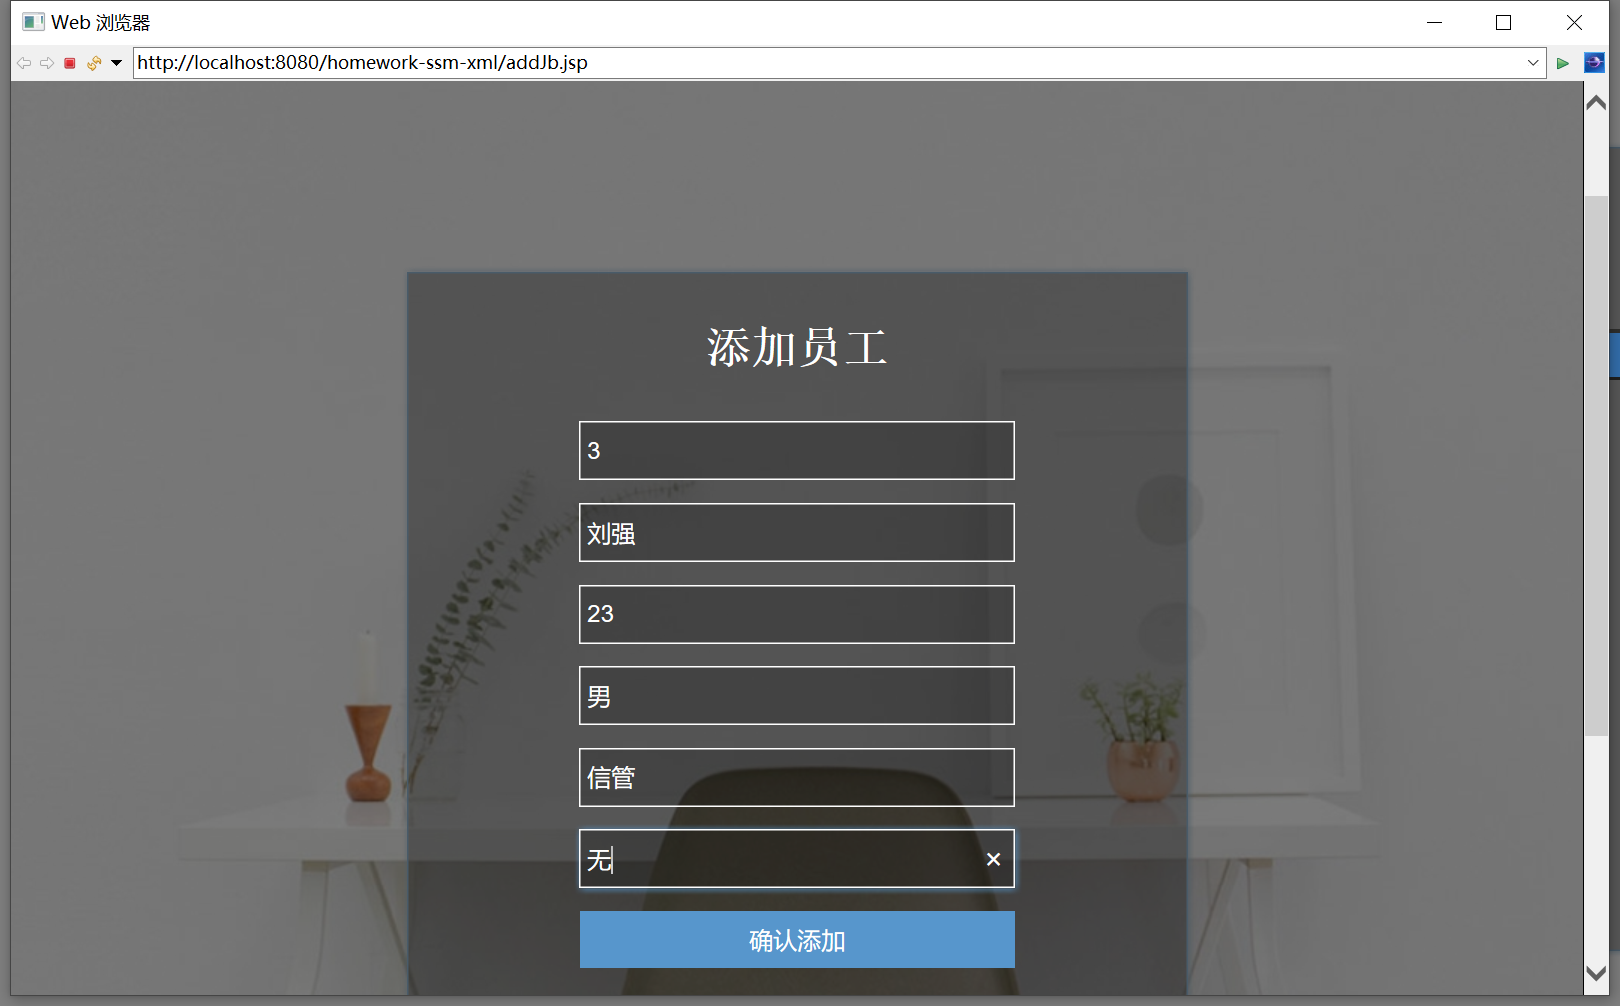 Web 浏览器
http://localhost:8080/homework-ssm-xml/addJb.jsp
添加员工
3
刘强
23
男
信管
无
确认添加